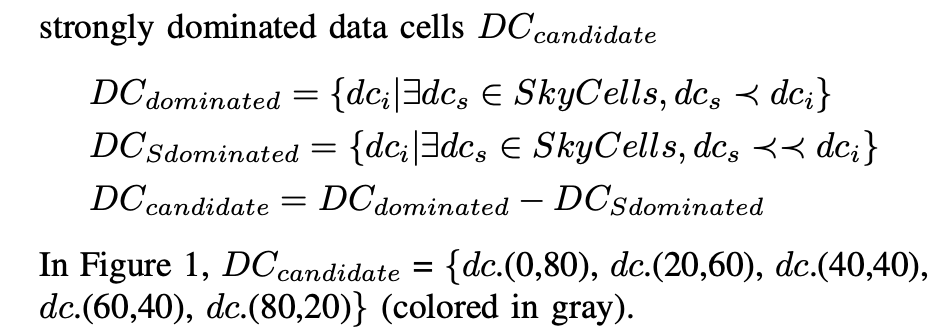 strongly dominated data cells DC_candidate
DC_dominated = {dc_i|∃dc_s ∈ SkyCells, dc_s ≺ dc_i}
DC_Sdominated = {dc_i|∃dc_s ∈ SkyCells, dc_s ≺≺ dc_i}
DC_candidate = DC_dominated − DC_Sdominated
In Figure 1, DC_candidate = {dc.(0,80), dc.(20,60), dc.(40,40),
dc.(60,40), dc.(80,20)} (colored in gray).